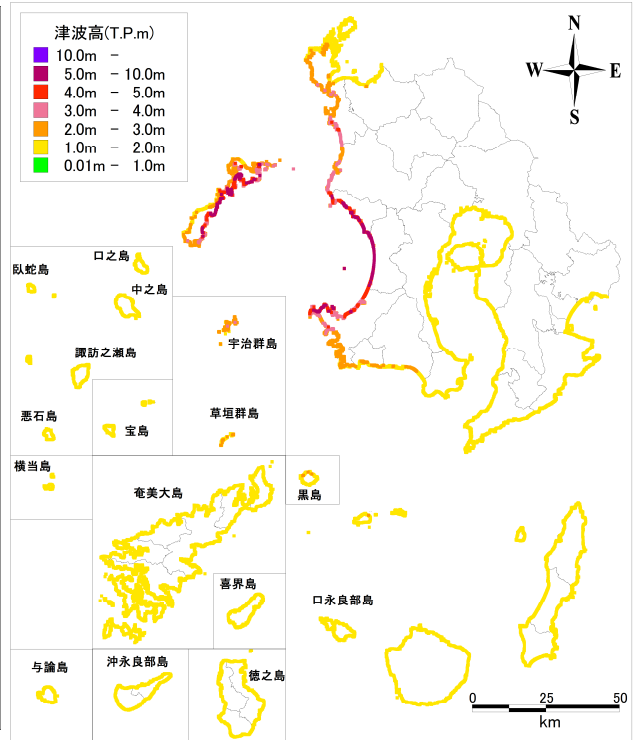 津波高(T.P.m)
10.0m －
5.0m － 10.0m
4.0m － 5.0m
3.0m － 4.0m
2.0m － 3.0m
1.0m － 2.0m
0.01m － 1.0m
N
W E
S
口之島
臥蛇島
中之島
諏訪之瀬島
宇治群島
悪石島
宝島
草垣群島
横当島
奄美大島
黒島
喜界島
口永良部島
与論島
沖永良部島
徳之島
0 25 50
km